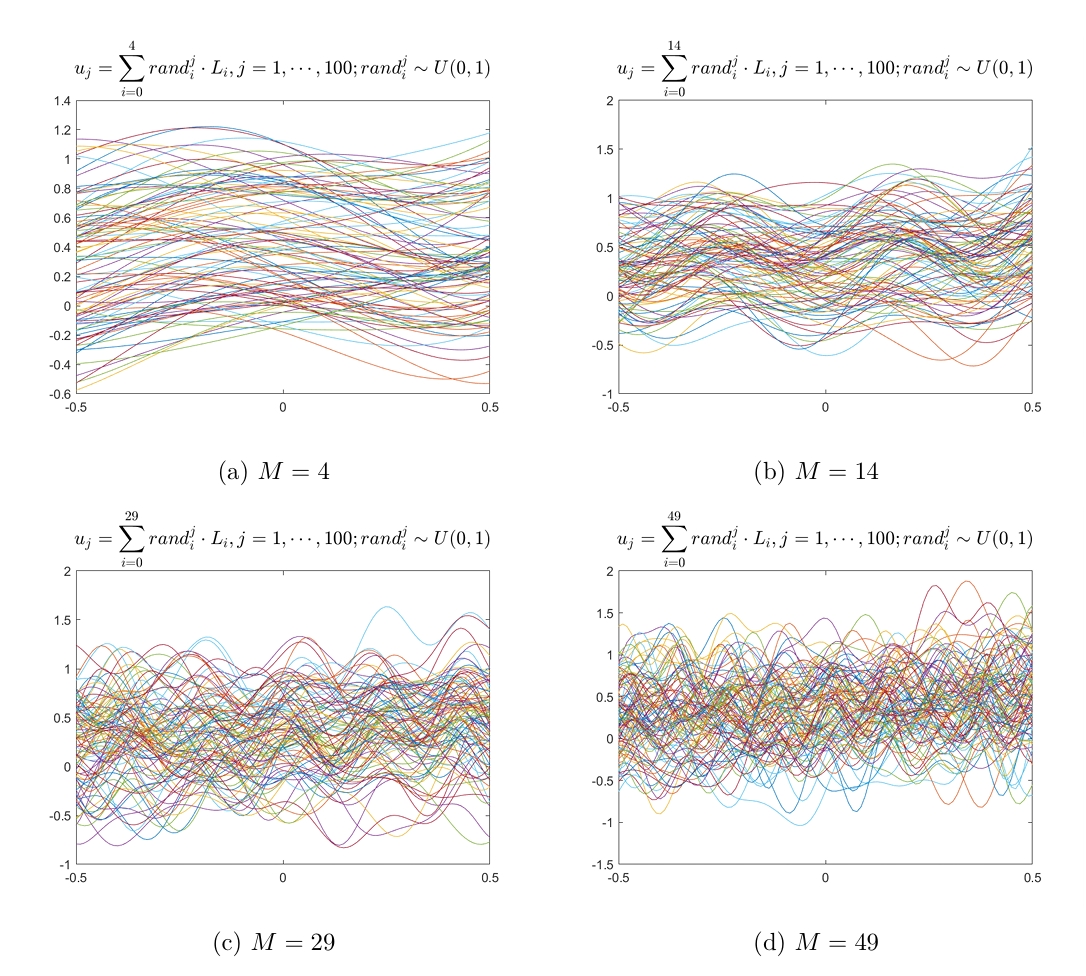 u_j = \sum_{i=0}^{4} rand_i^j \cdot L_i, j = 1, \cdots, 100; rand_i^j \sim U(0, 1)
1.4
1.2
1
0.8
0.6
0.4
0.2
0
-0.2
-0.4
-0.6
-0.5 0 0.5
(a) M = 4
u_j = \sum_{i=0}^{14} rand_i^j \cdot L_i, j = 1, \cdots, 100; rand_i^j \sim U(0, 1)
2
1.5
1
0.5
0
-0.5
-1
-0.5 0 0.5
(b) M = 14
u_j = \sum_{i=0}^{29} rand_i^j \cdot L_i, j = 1, \cdots, 100; rand_i^j \sim U(0, 1)
2
1.5
1
0.5
0
-0.5
-1
-0.5 0 0.5
(c) M = 29
u_j = \sum_{i=0}^{49} rand_i^j \cdot L_i, j = 1, \cdots, 100; rand_i^j \sim U(0, 1)
2
1.5
1
0.5
0
-0.5
-1
-1.5
-0.5 0 0.5
(d) M = 49